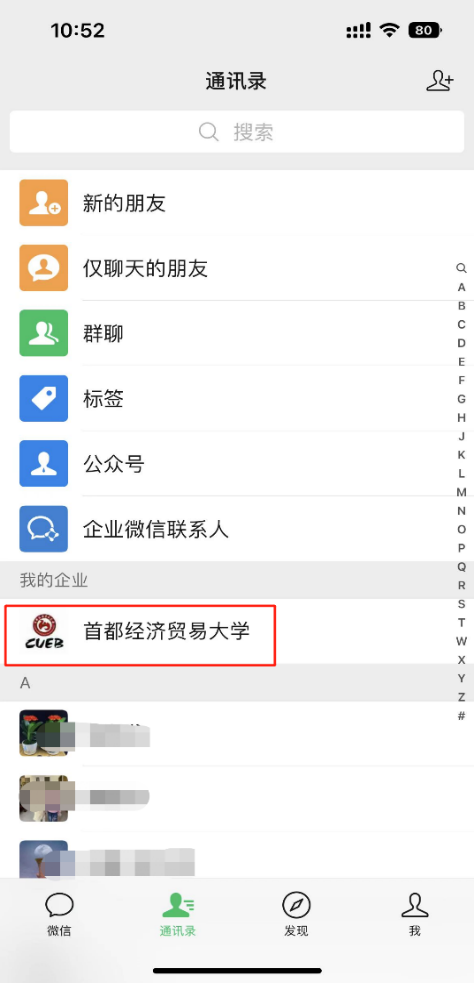 10:52
80
通讯录
搜索
新的朋友
仅聊天的朋友
群聊
标签
公众号
企业微信联系人
我的企业
CUEB
首都经济贸易大学
A
A
B
C
D
E
F
G
H
J
K
L
M
N
O
P
Q
R
S
T
W
X
Y
Z
#
微信
通讯录
发现
我